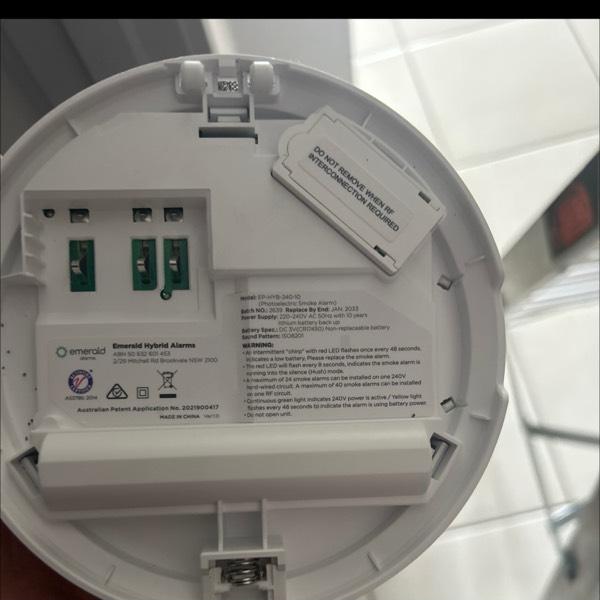 DO NOT REMOVE WHEN RF
INTERCONNECTION REQUIRED
Model: EP-HYB-240-10
(Photoelectric Smoke Alarm)
Batch NO.: 2639 Replace By End: JAN. 2033
Power Supply: 220-240V AC 50Hz with 10 years
lithium battery back up
Battery Spec.: DC 3V(CR17450) Non-replaceable battery
Sound Pattern: ISO8201
WARNING:
• An intermittent "chirp" with red LED flashes once every 48 seconds,
indicates a low battery. Please replace the smoke alarm.
• The red LED will flash every 8 seconds, indicates the smoke alarm is
running into the silence (Hush) mode.
• A maximum of 24 smoke alarms can be installed on one 240V
hard-wired circuit. A maximum of 40 smoke alarms can be installed
on one RF circuit.
• Continuous green light indicates 240V power is active / Yellow light
flashes every 48 seconds to indicate the alarm is using battery power.
• Do not open unit.
emerald
alarms.
Emerald Hybrid Alarms
ABN 50 632 601 453
2/29 Mitchell Rd Brookvale NSW 2100
AS3786: 2014
Australian Patent Application No. 2021900417
MADE IN CHINA Ver:1.0